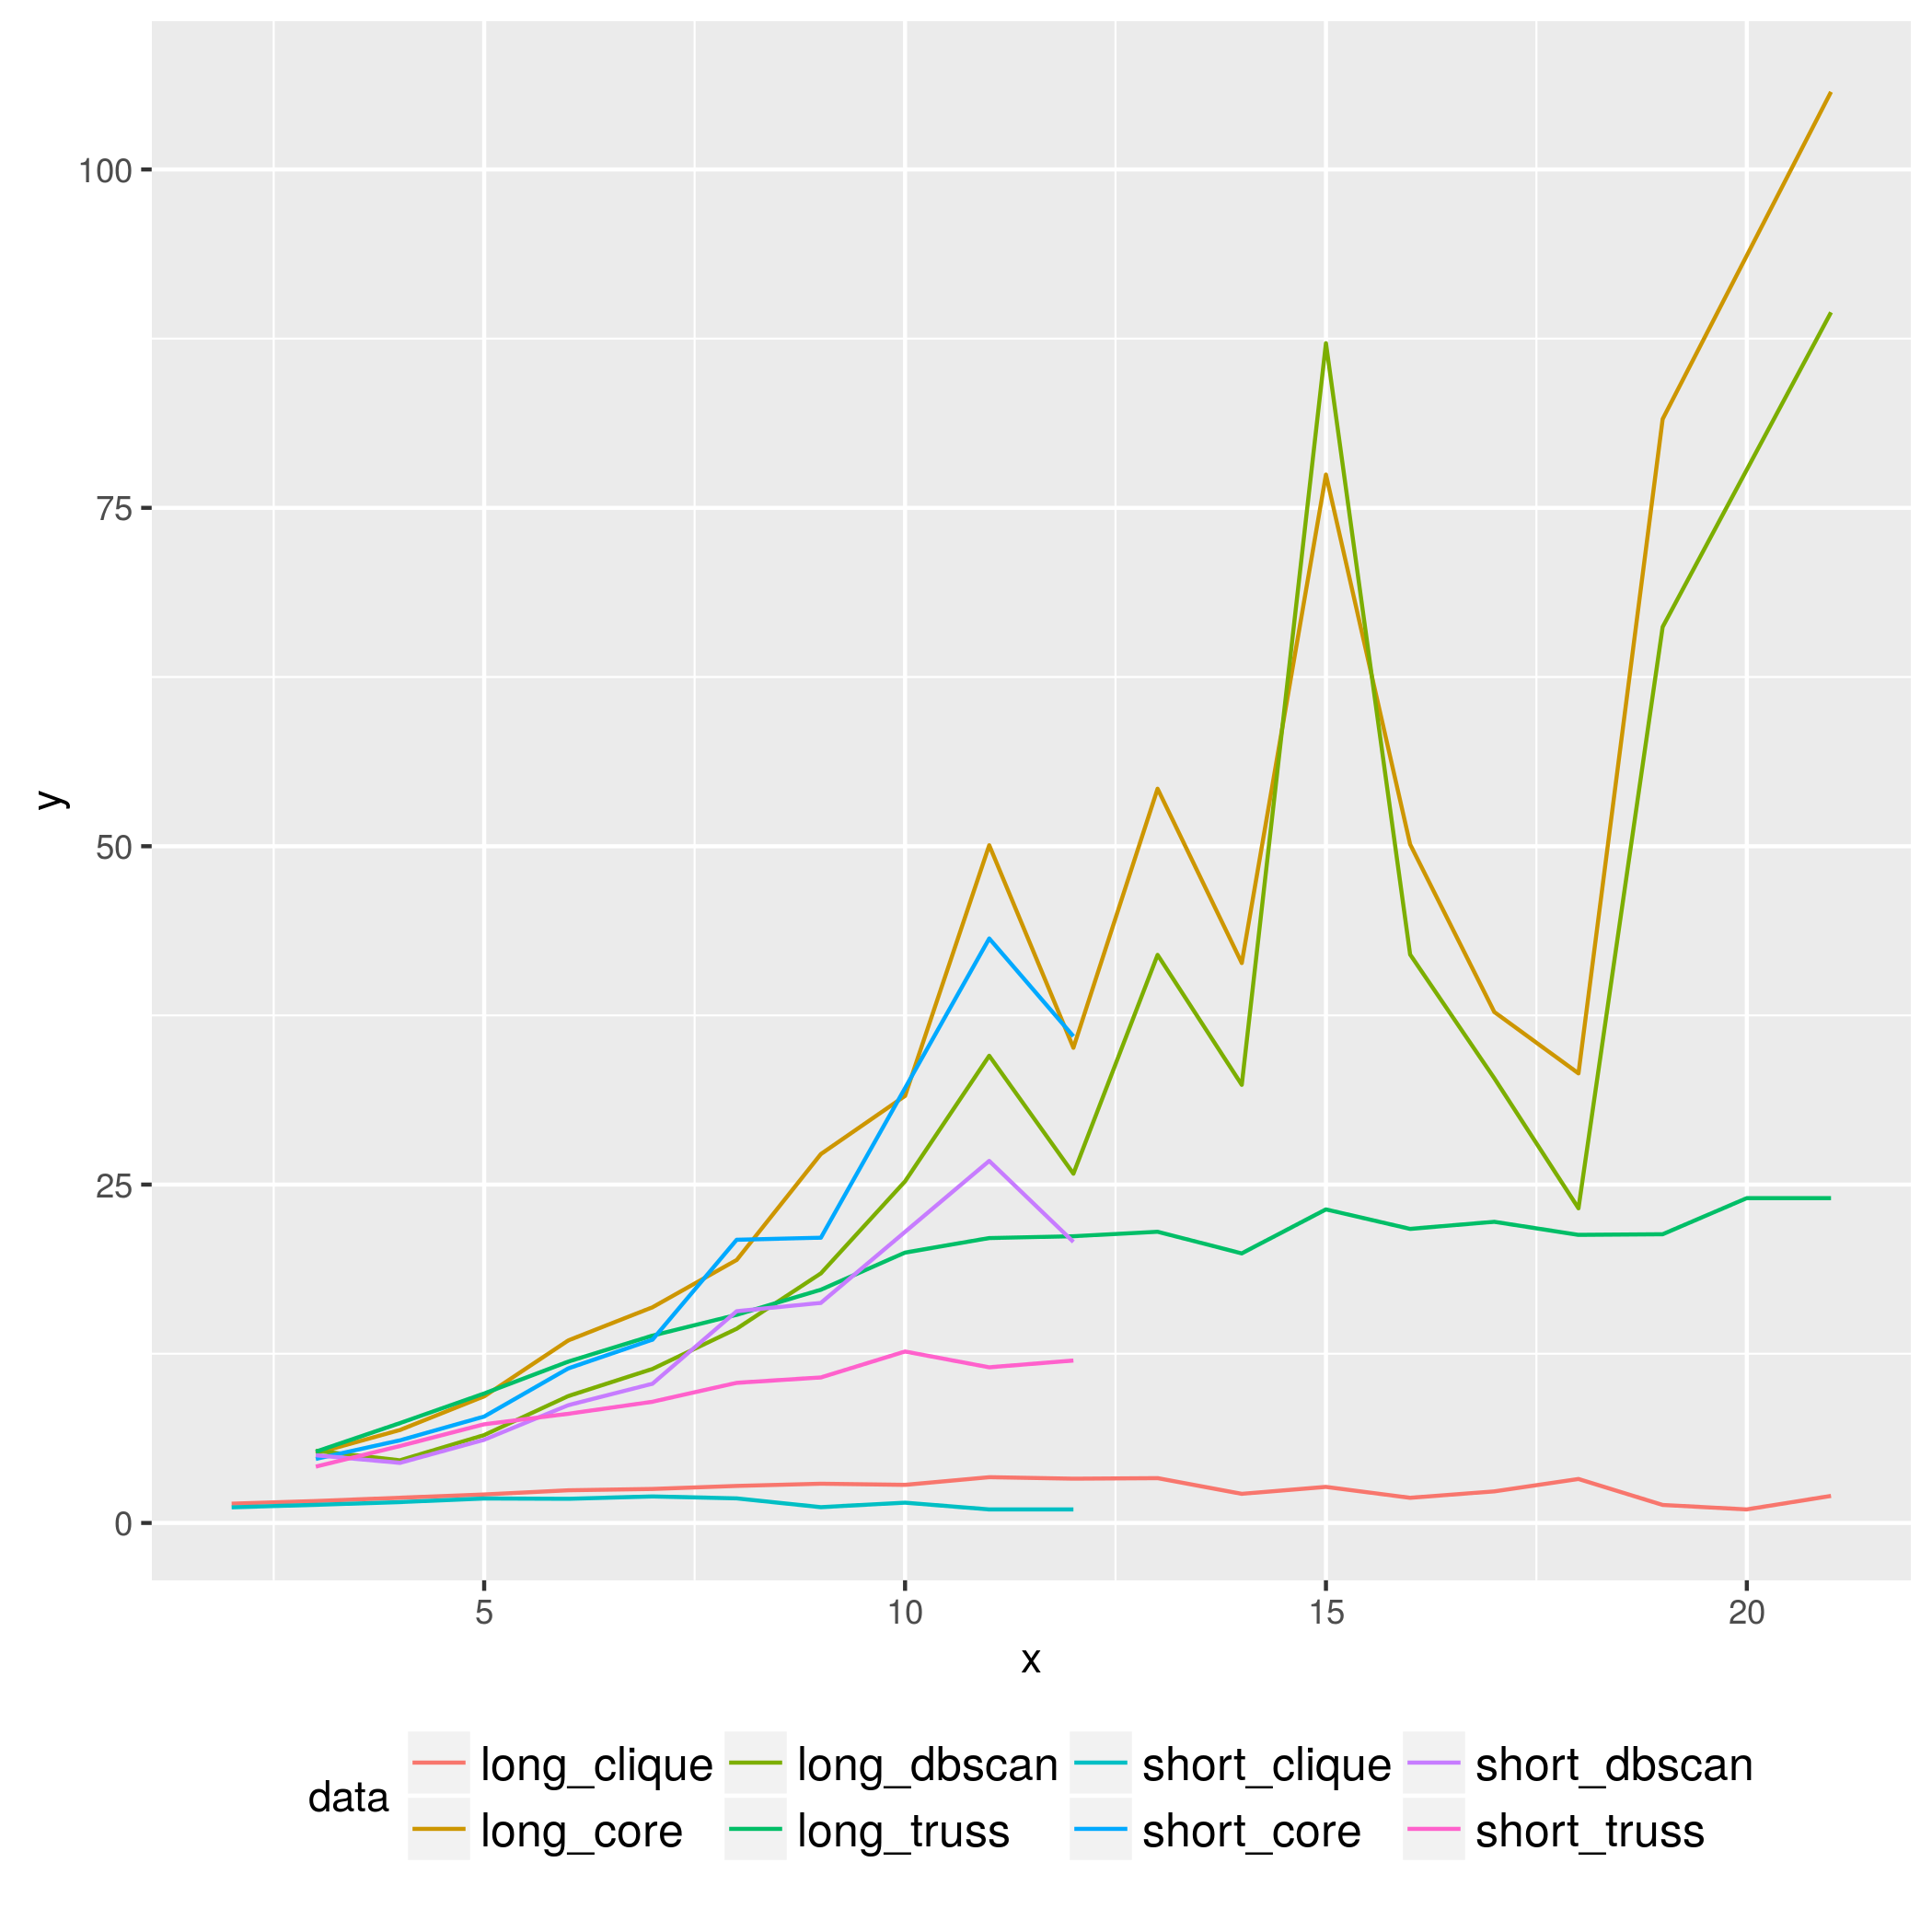 100
75
50
25
0
y
5 10 15 20
x
data
long_clique long_dbscan short_clique short_dbscan
long_core long_truss short_core short_truss